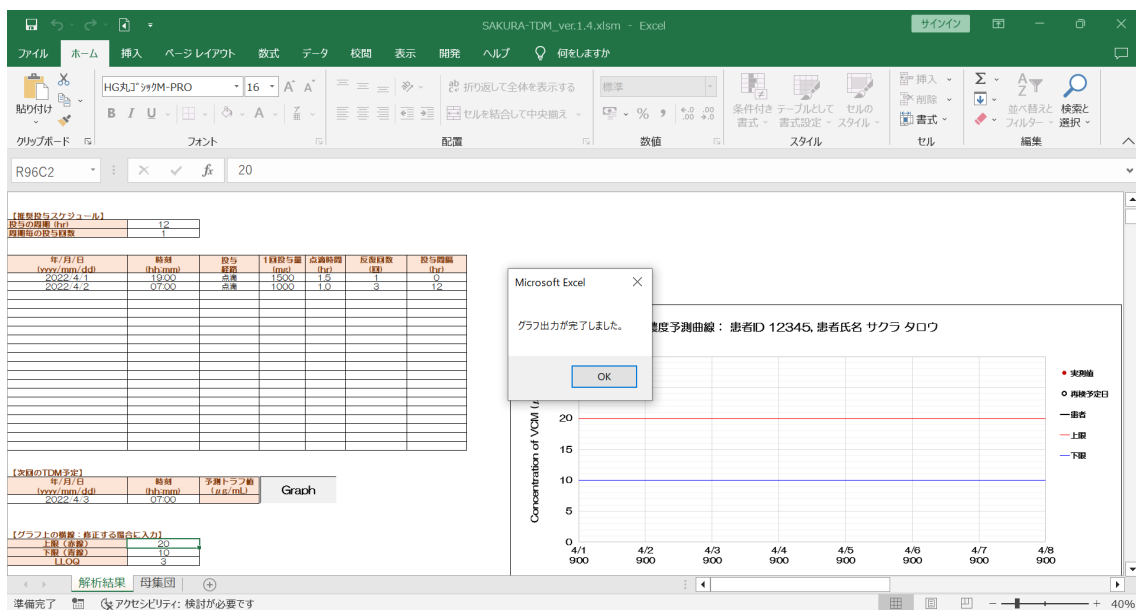 SAKURA-TDM_ver.1.4.xlsm - Excel
サインイン
ファイル ホーム 挿入 ページ レイアウト 数式 データ 校閲 表示 開発 ヘルプ 何をしますか
貼り付け
HG丸ｺﾞｼｯｸM-PRO 16
B I U
折り返して全体を表示する
セルを結合して中央揃え
標準
条件付き書式
テーブルとして書式設定
セルのスタイル
挿入
削除
書式
並べ替えとフィルター
検索と選択
クリップボード フォント 配置 数値 スタイル セル 編集
R96C2 fx 20
【推奨投与スケジュール】
投与の周期 (hr) 12
周期毎の投与回数 1
年/月/日 (yyyy/mm/dd) 時刻 (hh:mm) 投与経路 1回投与量 (mg) 点滴時間 (hr) 反復回数 (回) 投与間隔 (hr)
2022/4/1 19:00 点滴 1500 1.5 1 0
2022/4/2 07:00 点滴 1000 1.0 3 12
Microsoft Excel
グラフ出力が完了しました。
OK
度予測曲線： 患者ID 12345, 患者氏名 サクラ タロウ
実測値
再検予定日
患者
上限
下限
Concentration of VCM (
20
15
10
5
0
4/1 4/2 4/3 4/4 4/5 4/6 4/7 4/8
9:00 9:00 9:00 9:00 9:00 9:00 9:00 9:00
【次回のTDM予定】
年/月/日 (yyyy/mm/dd) 時刻 (hh:mm) 予測トラフ値 (μg/mL)
2022/4/3 07:00
Graph
【グラフ上の横線：修正する場合に入力】
上限（赤線） 20
下限（青線） 10
LLOQ 3
解析結果 母集団
準備完了 アクセシビリティ: 検討が必要です 40%